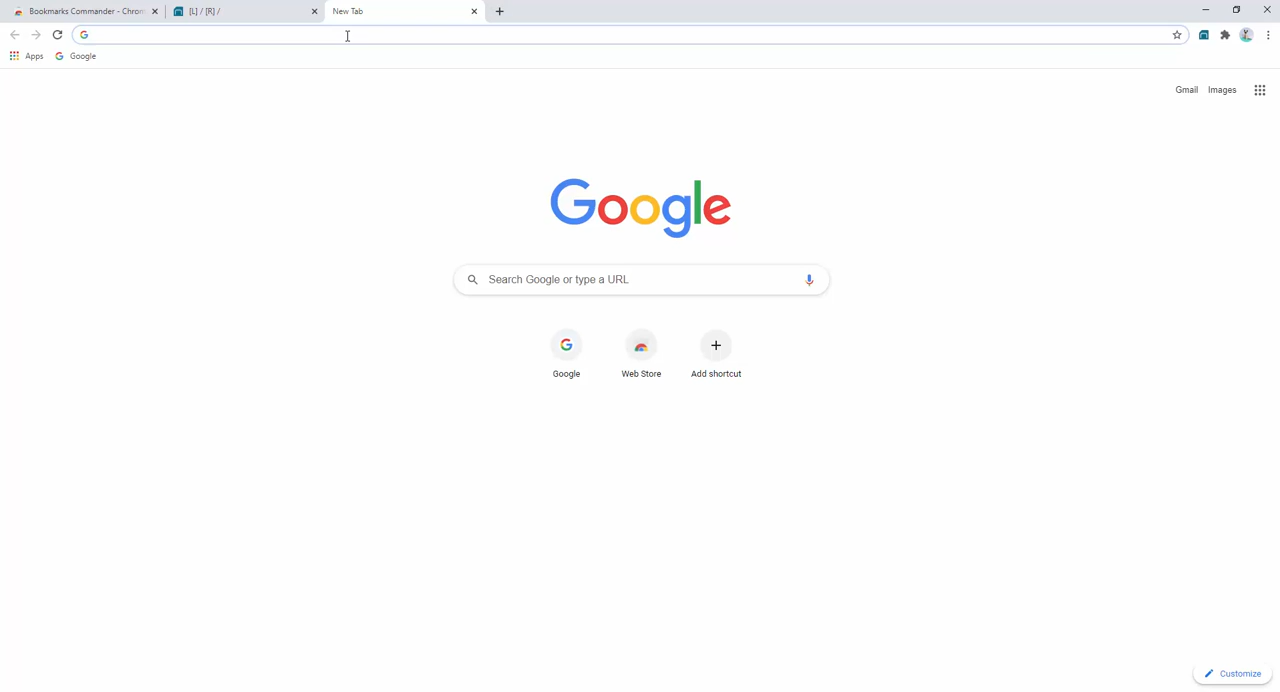 Bookmarks Commander - Chrom
[L] / [R] /
New Tab
Apps
Google
Gmail
Images
Google
Search Google or type a URL
Google
Web Store
Add shortcut
Customize